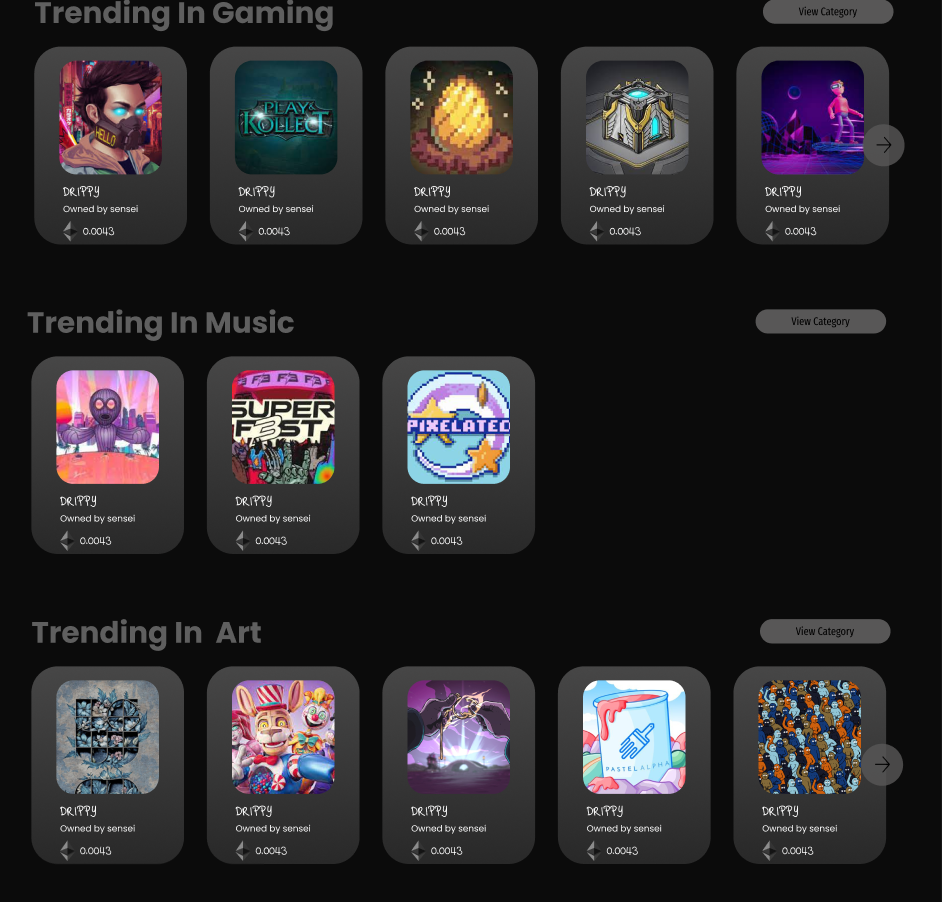 Trending In Gaming
View Category
HELLO
PLAY
KOLLECT
DRIPPY
Owned by sensei
0.0043
DRIPPY
Owned by sensei
0.0043
DRIPPY
Owned by sensei
0.0043
DRIPPY
Owned by sensei
0.0043
DRIPPY
Owned by sensei
0.0043
Trending In Music
View Category
F3 F3 F3
SUPER
F3ST
PIXELATED
DRIPPY
Owned by sensei
0.0043
DRIPPY
Owned by sensei
0.0043
DRIPPY
Owned by sensei
0.0043
Trending In Art
View Category
PASTEL ALPHA
DRIPPY
Owned by sensei
0.0043
DRIPPY
Owned by sensei
0.0043
DRIPPY
Owned by sensei
0.0043
DRIPPY
Owned by sensei
0.0043
DRIPPY
Owned by sensei
0.0043